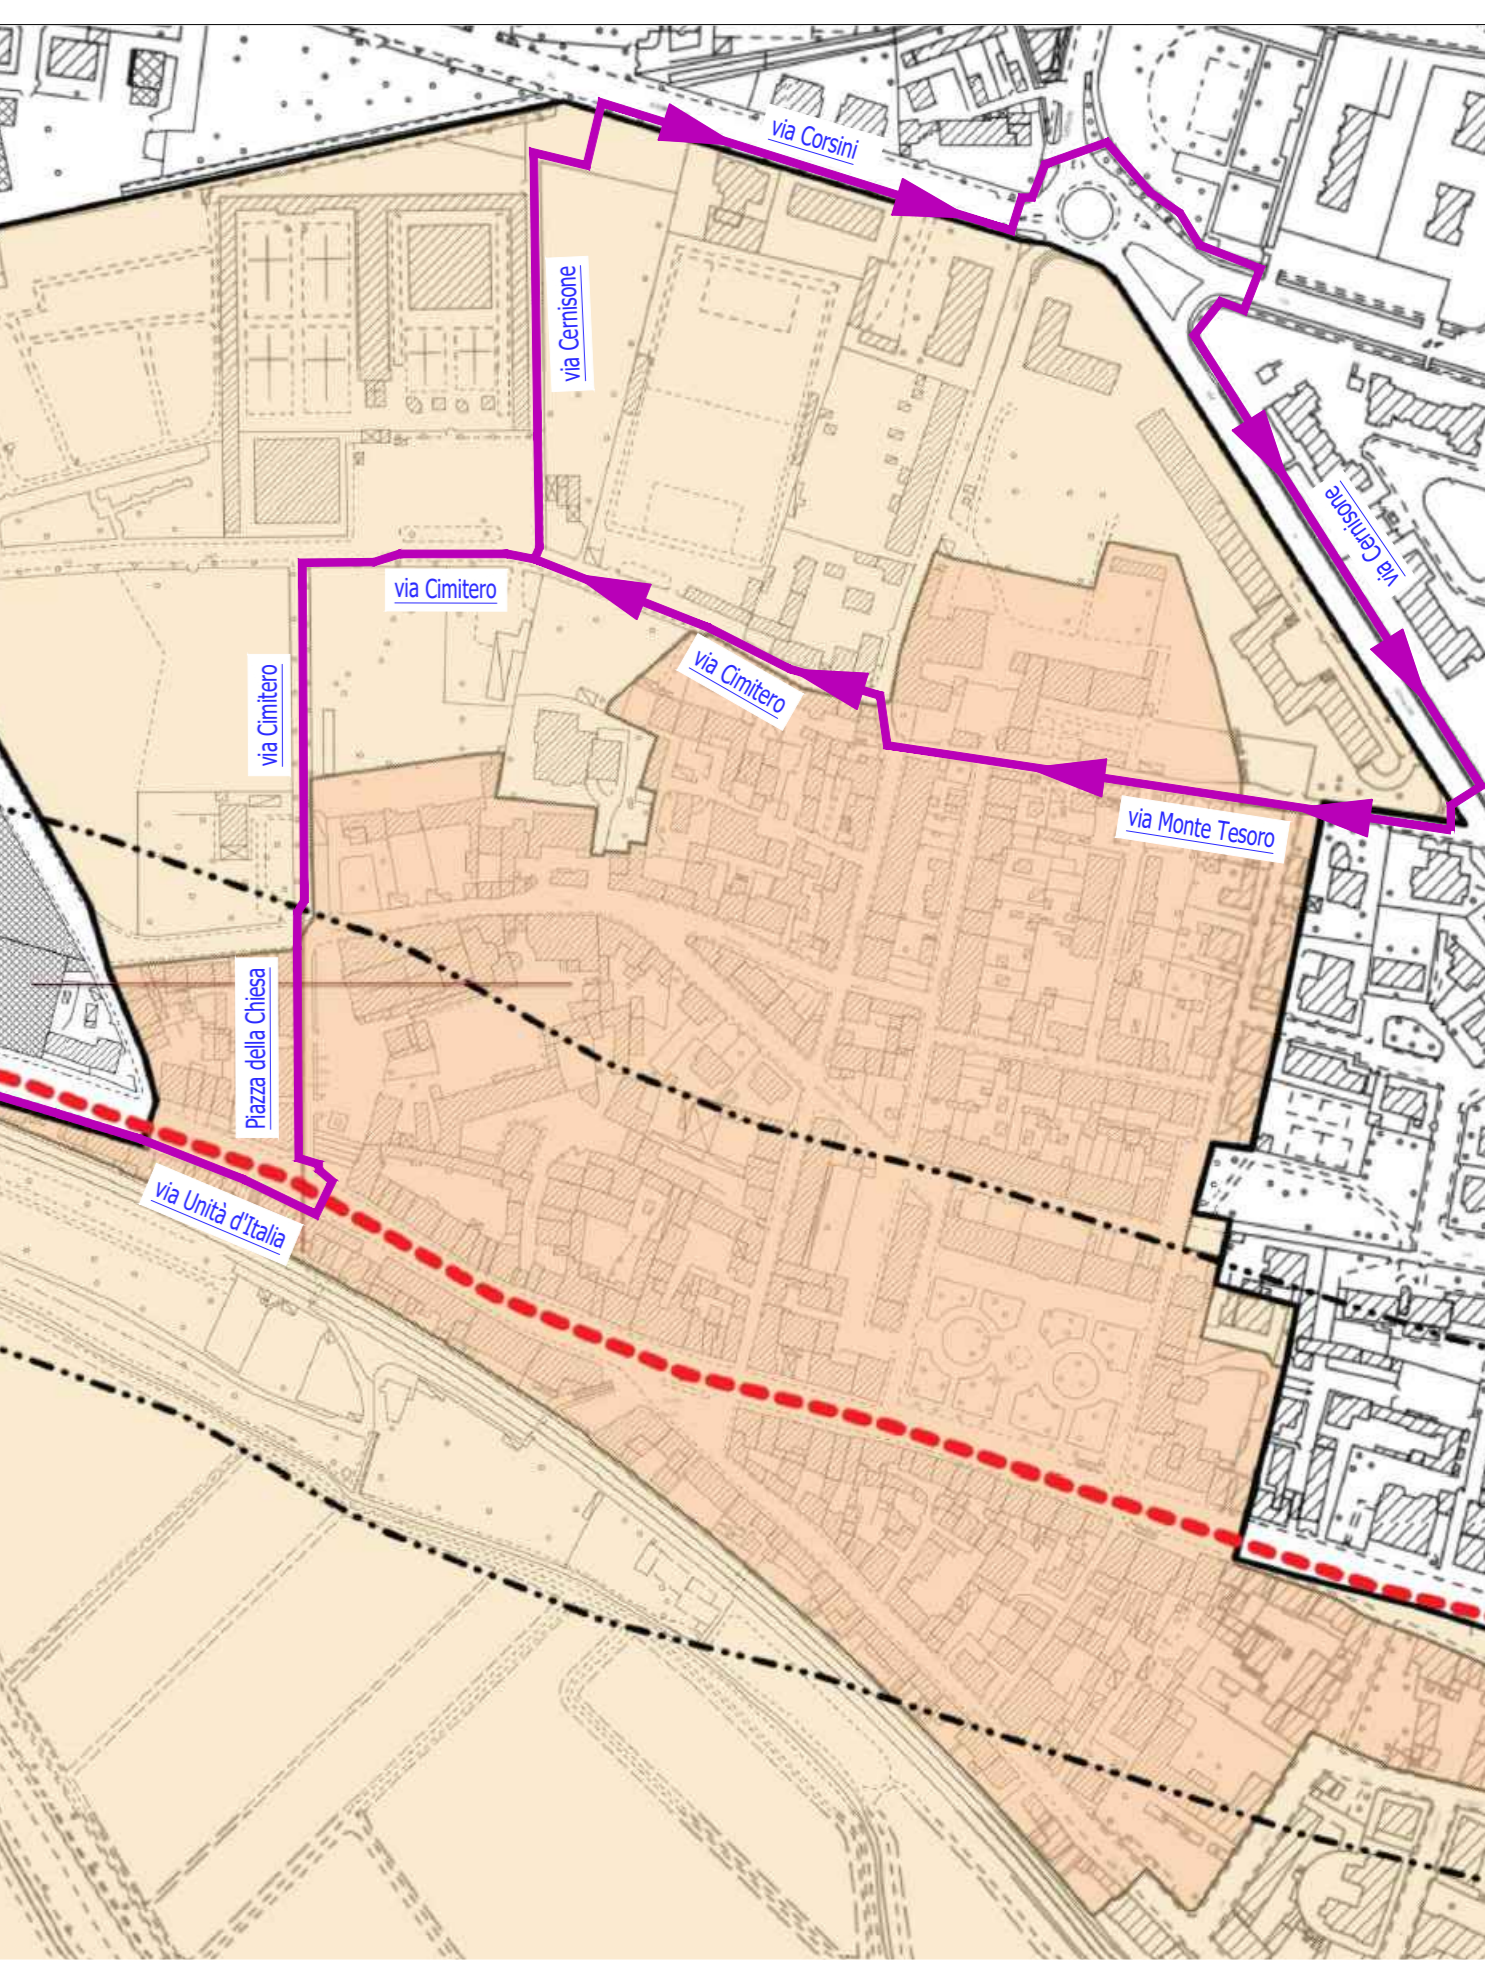 via Corsini
via Cernisone
via Cernisone
via Cimitero
via Cimitero
via Cimitero
via Monte Tesoro
Piazza della Chiesa
via Unità d'Italia